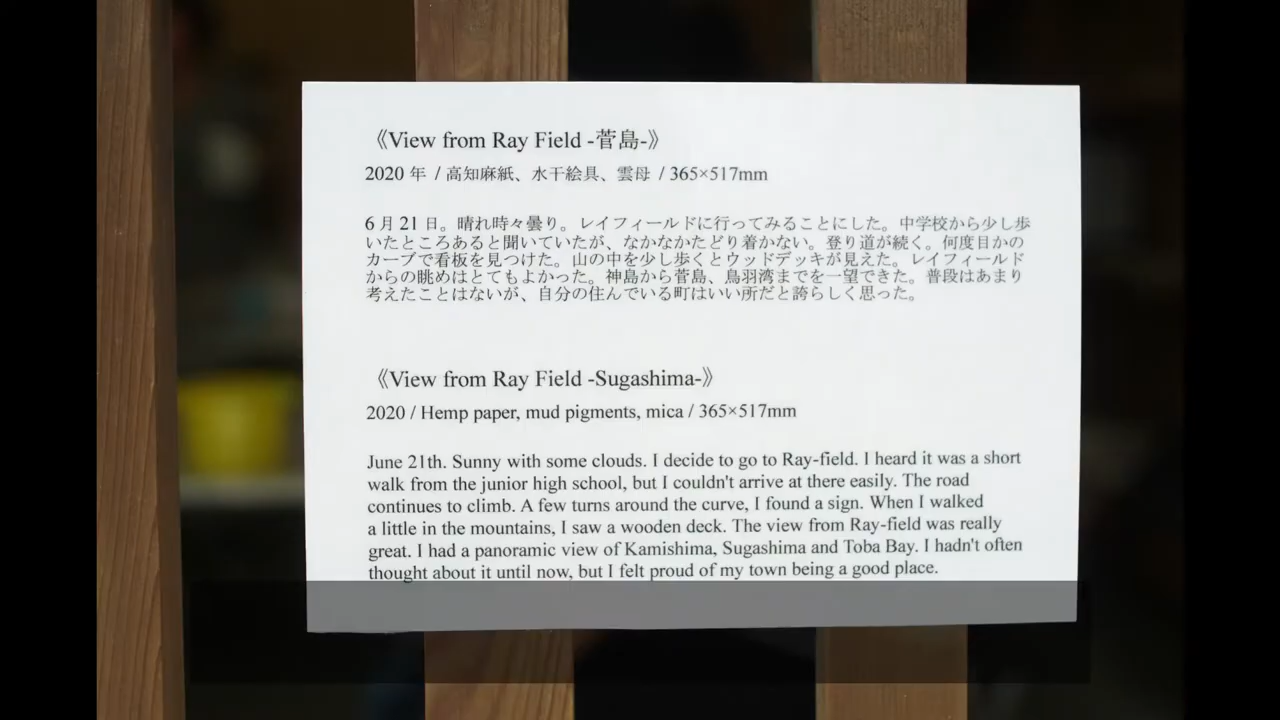 《View from Ray Field -菅島-》
2020 年 / 高知麻紙、水干絵具、雲母 / 365×517mm
6 月 21 日。晴れ時々曇り。レイフィールドに行ってみることにした。中学校から少し歩
いたところあると聞いていたが、なかなかたどり着かない。登り道が続く。何度目かの
カーブで看板を見つけた。山の中を少し歩くとウッドデッキが見えた。レイフィールド
からの眺めはとてもよかった。神島から菅島、鳥羽湾までを一望できた。普段はあまり
考えたことはないが、自分の住んでいる町はいい所だと誇らしく思った。
《View from Ray Field -Sugashima-》
2020 / Hemp paper, mud pigments, mica / 365×517mm
June 21th. Sunny with some clouds. I decide to go to Ray-field. I heard it was a short
walk from the junior high school, but I couldn't arrive at there easily. The road
continues to climb. A few turns around the curve, I found a sign. When I walked
a little in the mountains, I saw a wooden deck. The view from Ray-field was really
great. I had a panoramic view of Kamishima, Sugashima and Toba Bay. I hadn't often
thought about it until now, but I felt proud of my town being a good place.